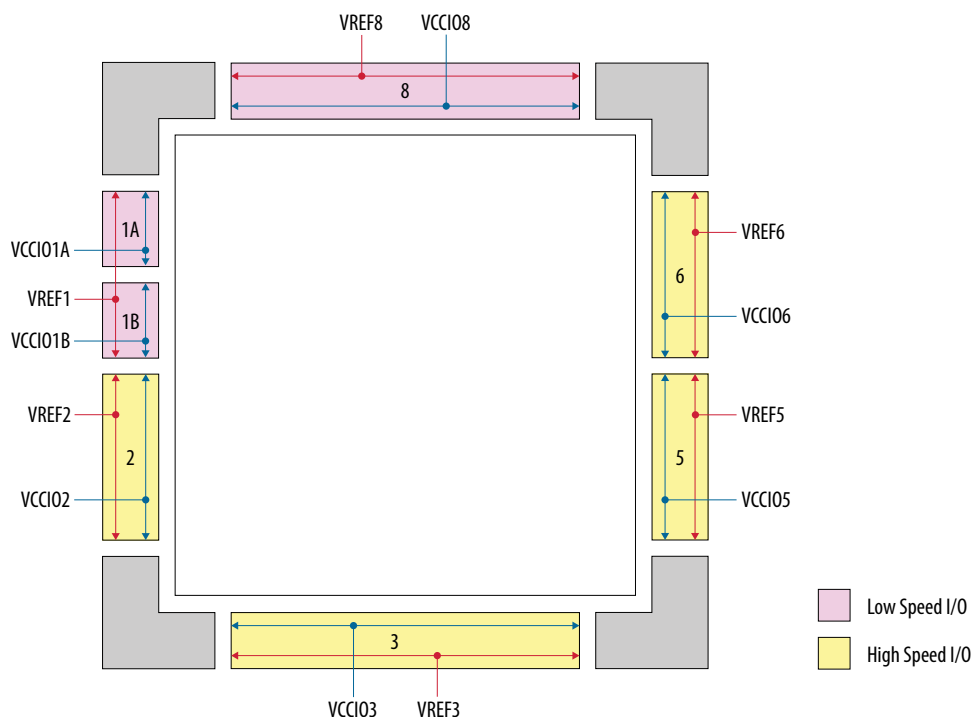 VREF8 VCCIO8
8
1A
VCCIO1A
VREF6
VREF1
6
1B
VCCIO6
VCCIO1B
VREF2
VREF5
2
5
VCCIO2
VCCIO5
Low Speed I/O
3
High Speed I/O
VCCIO3 VREF3